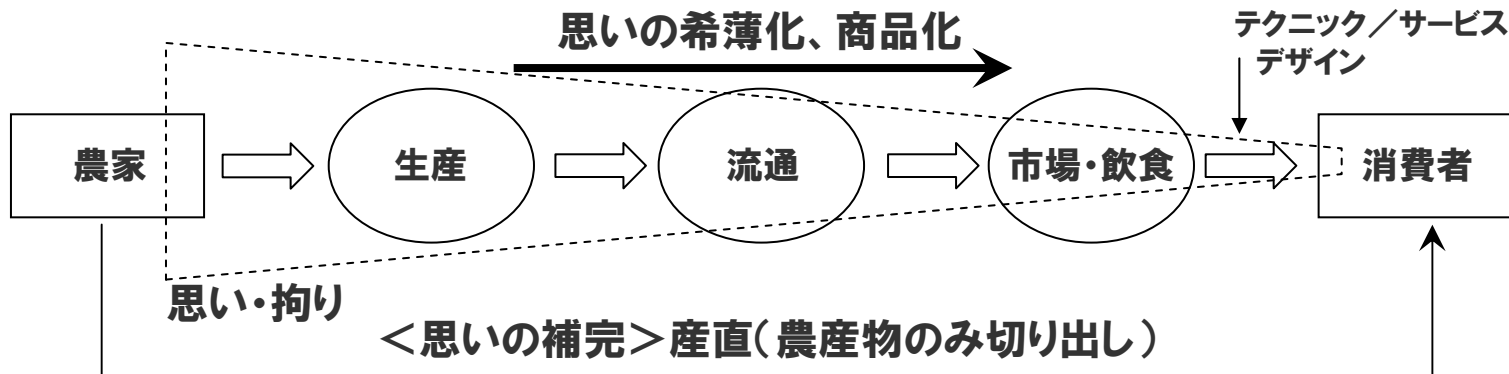 思いの希薄化、商品化
テクニック／サービス
デザイン
農家
生産
流通
市場・飲食
消費者
思い・拘り
＜思いの補完＞産直（農産物のみ切り出し）